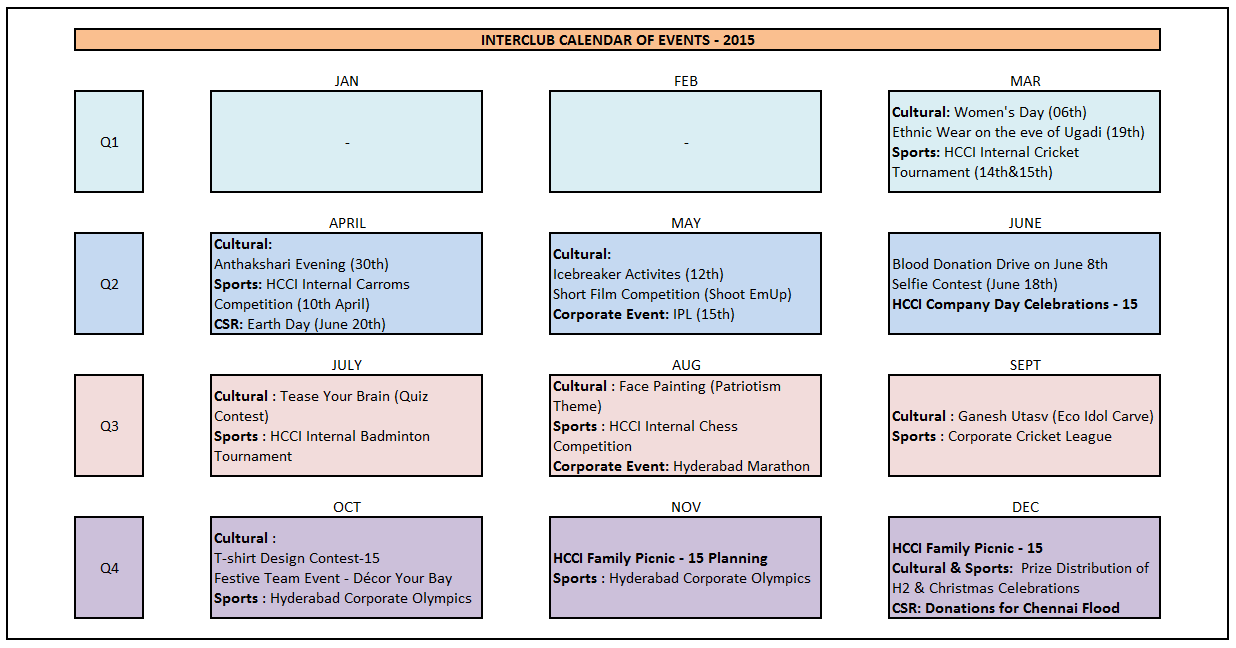 INTERCLUB CALENDAR OF EVENTS - 2015
JAN
FEB
MAR
Q1
-
-
Cultural: Women's Day (06th)
Ethnic Wear on the eve of Ugadi (19th)
Sports: HCCI Internal Cricket
Tournament (14th&15th)
APRIL
MAY
JUNE
Q2
Cultural:
Anthakshari Evening (30th)
Sports: HCCI Internal Carroms
Competition (10th April)
CSR: Earth Day (June 20th)
Cultural:
Icebreaker Activites (12th)
Short Film Competition (Shoot EmUp)
Corporate Event: IPL (15th)
Blood Donation Drive on June 8th
Selfie Contest (June 18th)
HCCI Company Day Celebrations - 15
JULY
AUG
SEPT
Q3
Cultural : Tease Your Brain (Quiz
Contest)
Sports : HCCI Internal Badminton
Tournament
Cultural : Face Painting (Patriotism
Theme)
Sports : HCCI Internal Chess
Competition
Corporate Event: Hyderabad Marathon
Cultural : Ganesh Utasv (Eco Idol Carve)
Sports : Corporate Cricket League
OCT
NOV
DEC
Q4
Cultural :
T-shirt Design Contest-15
Festive Team Event - Décor Your Bay
Sports : Hyderabad Corporate Olympics
HCCI Family Picnic - 15 Planning
Sports : Hyderabad Corporate Olympics
HCCI Family Picnic - 15
Cultural & Sports: Prize Distribution of
H2 & Christmas Celebrations
CSR: Donations for Chennai Flood